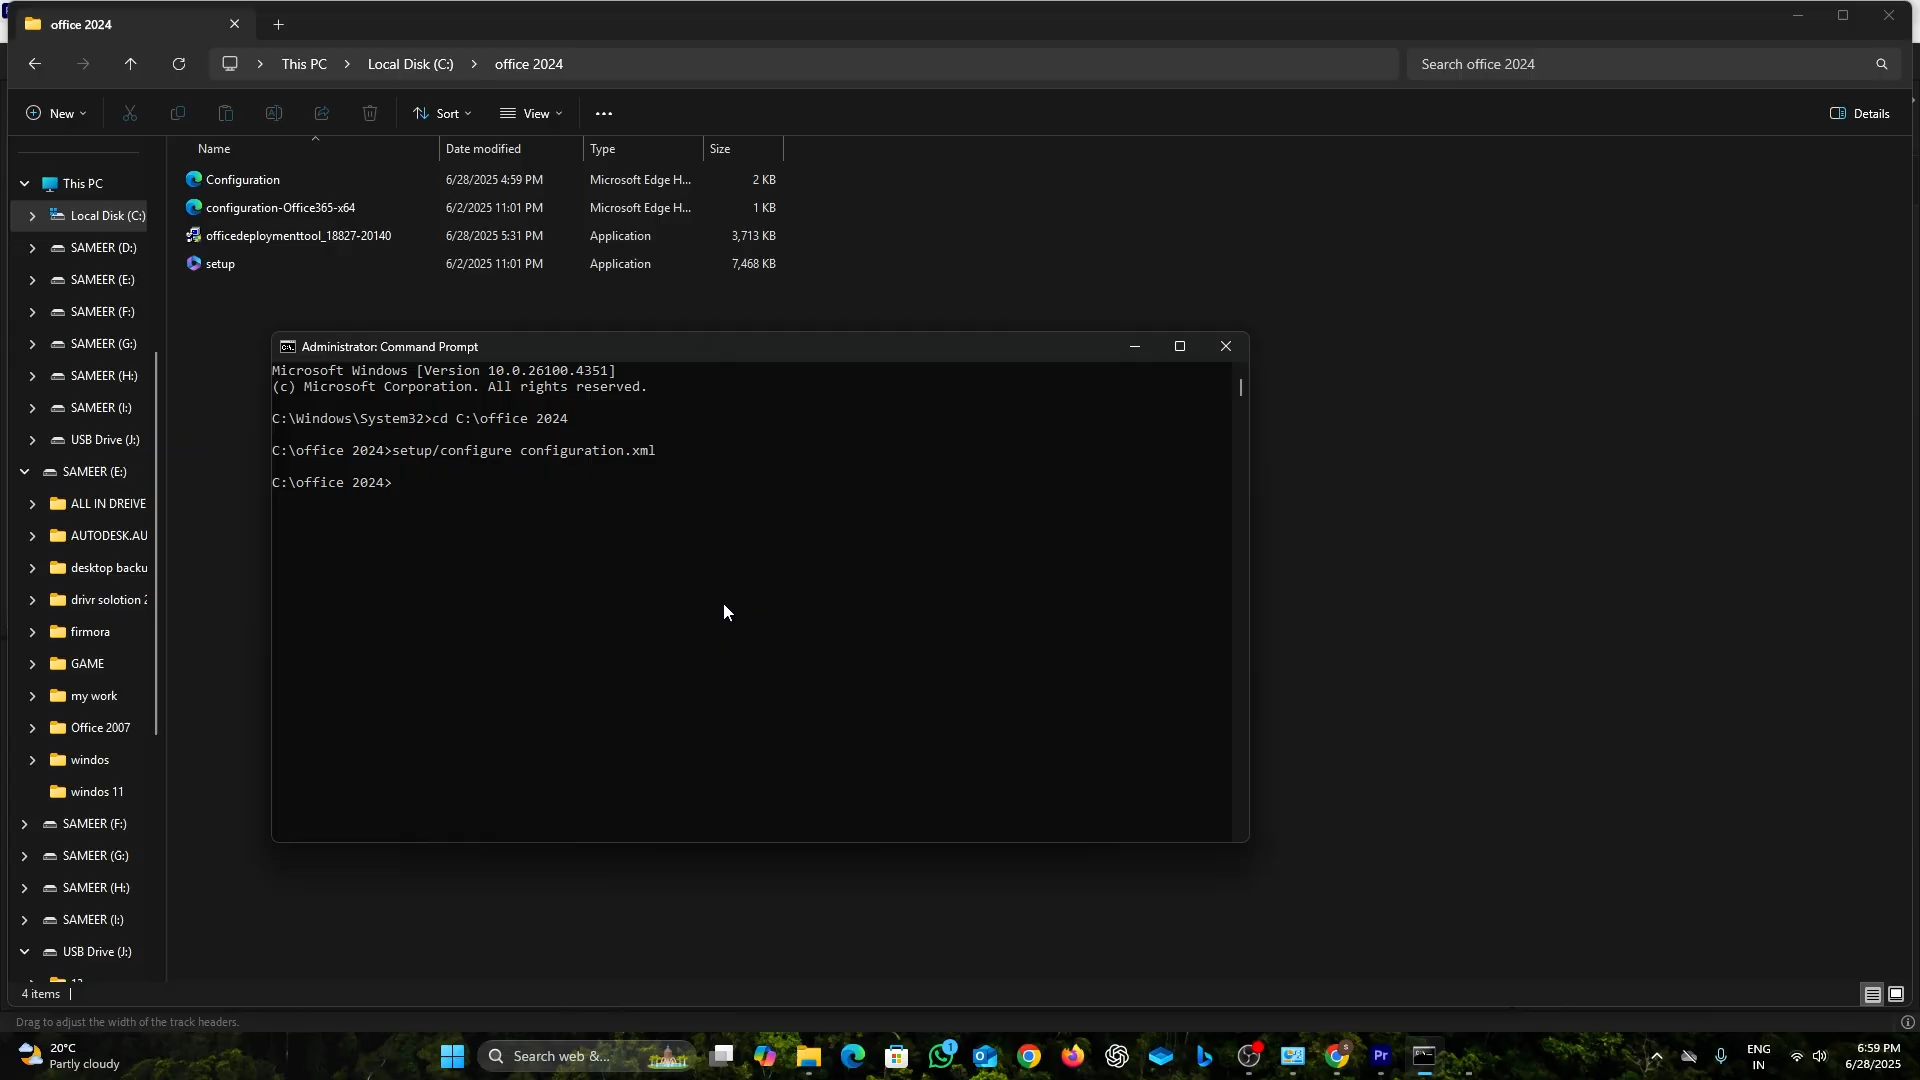 office 2024
This PC
Local Disk (C:)
office 2024
Search office 2024
New
Sort
View
Details
Name
Date modified
Type
Size
Configuration
6/28/2025 4:59 PM
Microsoft Edge H...
2 KB
configuration-Office365-x64
6/2/2025 11:01 PM
Microsoft Edge H...
1 KB
officedeploymenttool_18827-20140
6/28/2025 5:31 PM
Application
3,713 KB
setup
6/2/2025 11:01 PM
Application
7,468 KB
This PC
Local Disk (C:)
SAMEER (D:)
SAMEER (E:)
SAMEER (F:)
SAMEER (G:)
SAMEER (H:)
SAMEER (I:)
USB Drive (J:)
SAMEER (E:)
ALL IN DREIVE
AUTODESK.AU
desktop backu
drivr solotion
firmora
GAME
my work
Office 2007
windos
windos 11
SAMEER (F:)
SAMEER (G:)
SAMEER (H:)
SAMEER (I:)
USB Drive (J:)
Administrator: Command Prompt
Microsoft Windows [Version 10.0.26100.4351]
(c) Microsoft Corporation. All rights reserved.
C:\Windows\System32>cd C:\office 2024
C:\office 2024>setup/configure configuration.xml
C:\office 2024>
4 items
Drag to adjust the width of the track headers.
20°C
Partly cloudy
Search web &...
1
Pr
ENG
IN
6:59 PM
6/28/2025